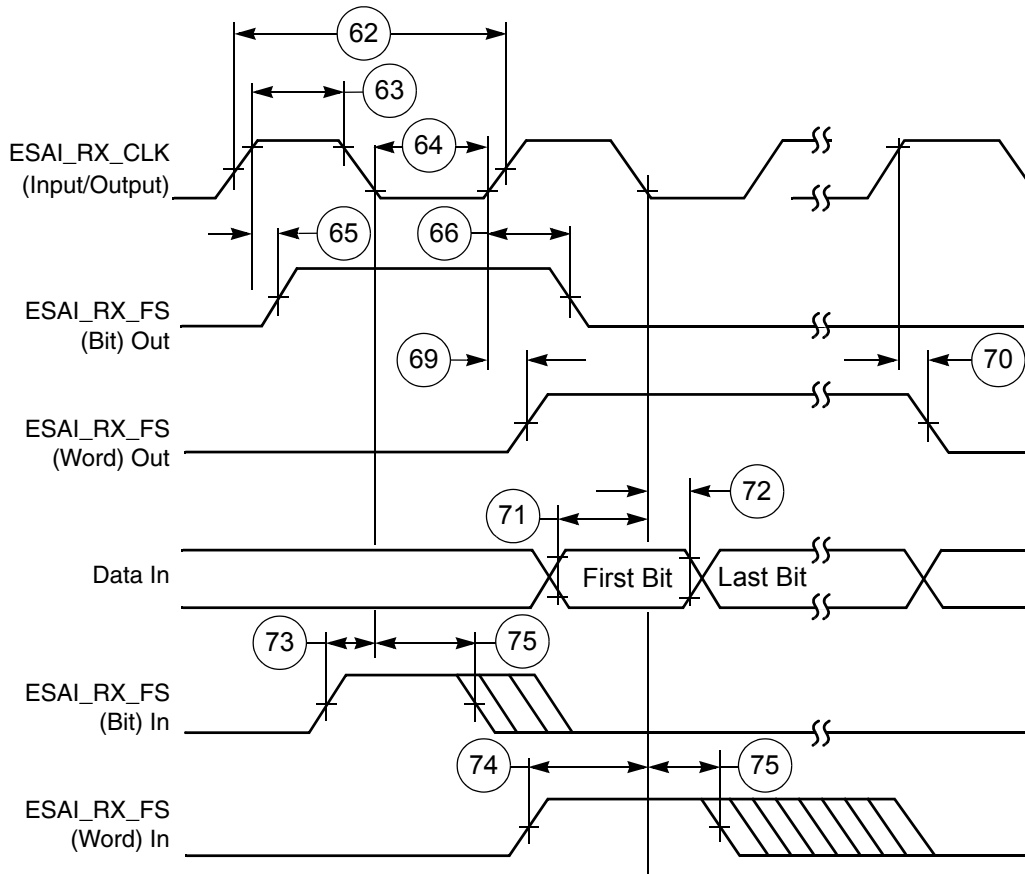 62
63
ESAI_RX_CLK
(Input/Output)
64
65
66
ESAI_RX_FS
(Bit) Out
69
70
ESAI_RX_FS
(Word) Out
71
72
Data In
First Bit
Last Bit
73
75
ESAI_RX_FS
(Bit) In
74
75
ESAI_RX_FS
(Word) In